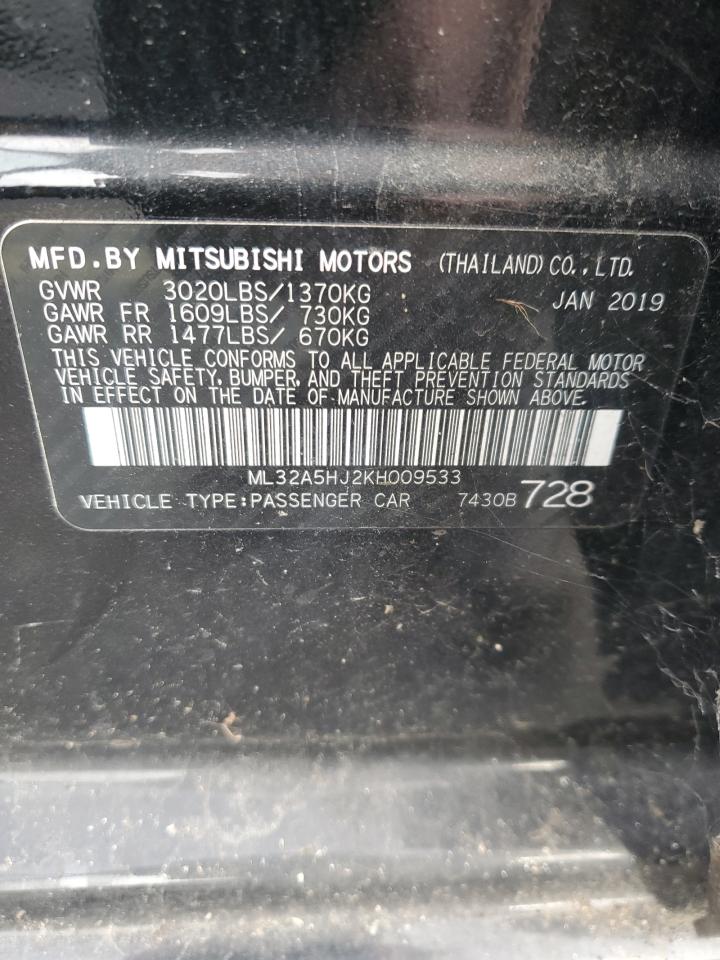 MFD.BY MITSUBISHI MOTORS (THAILAND) CO.,LTD.
GVWR 3020LBS/1370KG JAN 2019
GAWR FR 1609LBS/ 730KG
GAWR RR 1477LBS/ 670KG
THIS VEHICLE CONFORMS TO ALL APPLICABLE FEDERAL MOTOR
VEHICLE SAFETY, BUMPER, AND THEFT PREVENTION STANDARDS
IN EFFECT ON THE DATE OF MANUFACTURE SHOWN ABOVE.
ML32A5HJ2KH009533
VEHICLE TYPE:PASSENGER CAR 7430B 728